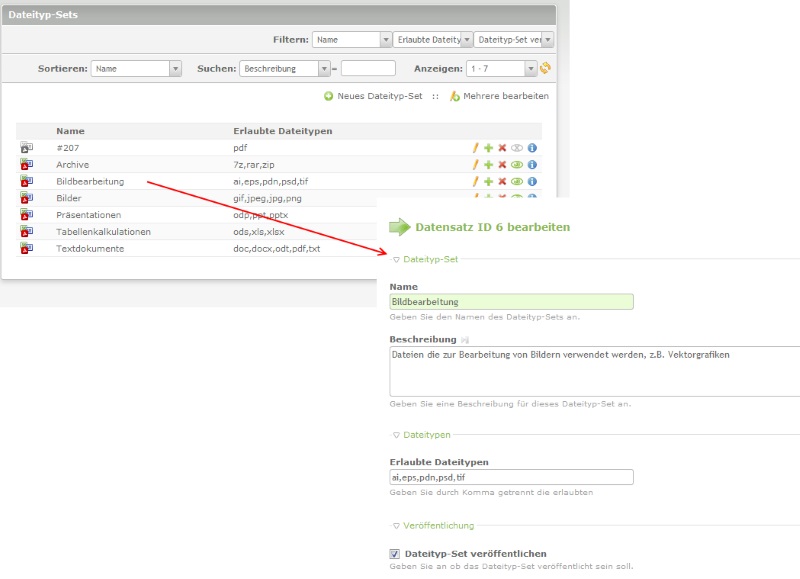 Dateityp-Sets
Filtern: Name Erlaubte Dateity Dateityp-Set ver
Sortieren: Name Suchen: Beschreibung = Anzeigen: 1 - 7
Neues Dateityp-Set :: Mehrere bearbeiten
Name Erlaubte Dateitypen
#207 pdf
Archive 7z,rar,zip
Bildbearbeitung ai,eps,pdn,psd,tif
Bilder gif,jpeg,jpg,png
Präsentationen odp,ppt,pptx
Tabellenkalkulationen ods,xls,xlsx
Textdokumente doc,docx,odt,pdf,txt
Datensatz ID 6 bearbeiten
Dateityp-Set
Name
Bildbearbeitung
Geben Sie den Namen des Dateityp-Sets an.
Beschreibung
Dateien die zur Bearbeitung von Bildern verwendet werden, z.B. Vektorgrafiken
Geben Sie eine Beschreibung für dieses Dateityp-Set an.
Dateitypen
Erlaubte Dateitypen
ai,eps,pdn,psd,tif
Geben Sie durch Komma getrennt die erlaubten
Veröffentlichung
Dateityp-Set veröffentlichen
Geben Sie an ob das Dateityp-Set veröffentlicht sein soll.